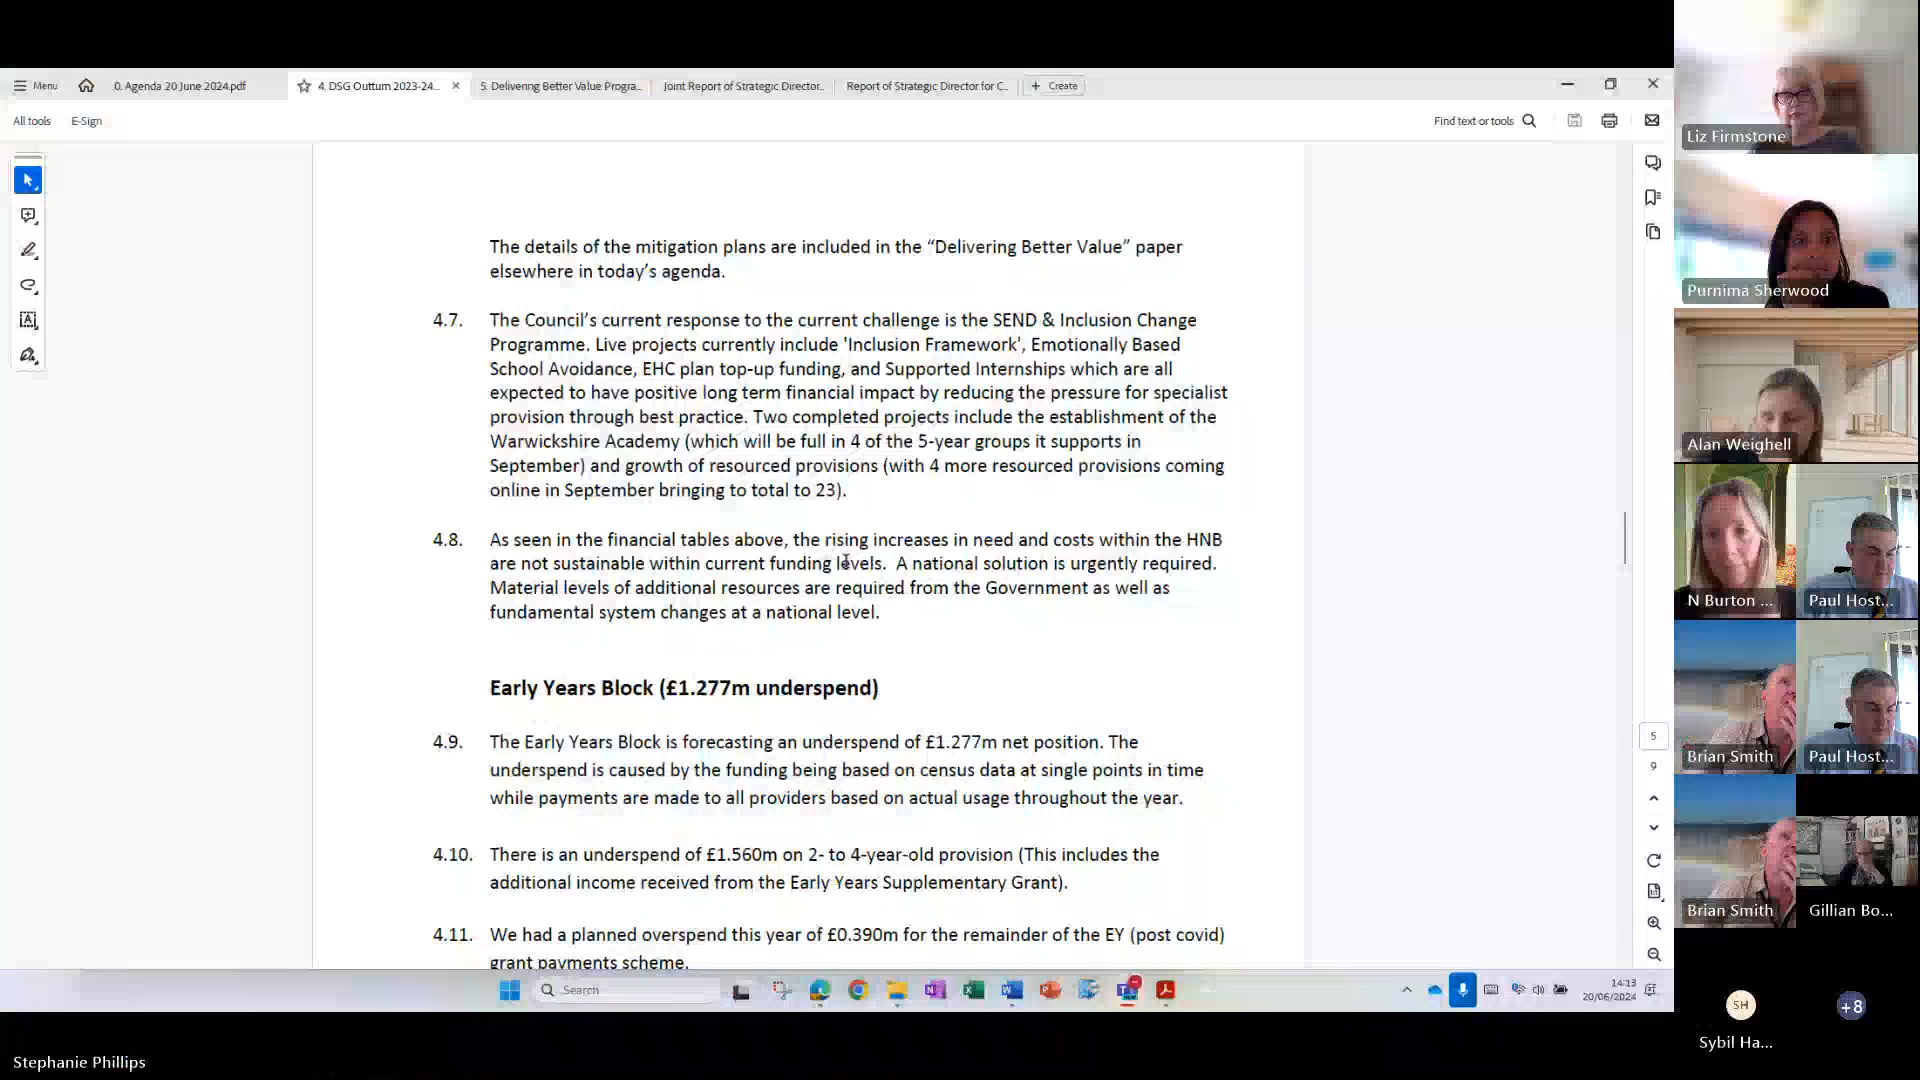 Menu
0. Agenda 20 June 2024.pdf
4. DSG Outturn 2023-24...
5. Delivering Better Value Progra...
Joint Report of Strategic Director...
Report of Strategic Director for C...
Create
All tools
E-Sign
Find text or tools
The details of the mitigation plans are included in the “Delivering Better Value” paper
elsewhere in today’s agenda.
4.7. The Council’s current response to the current challenge is the SEND & Inclusion Change
Programme. Live projects currently include 'Inclusion Framework', Emotionally Based
School Avoidance, EHC plan top-up funding, and Supported Internships which are all
expected to have positive long term financial impact by reducing the pressure for specialist
provision through best practice. Two completed projects include the establishment of the
Warwickshire Academy (which will be full in 4 of the 5-year groups it supports in
September) and growth of resourced provisions (with 4 more resourced provisions coming
online in September bringing to total to 23).
4.8. As seen in the financial tables above, the rising increases in need and costs within the HNB
are not sustainable within current funding levels. A national solution is urgently required.
Material levels of additional resources are required from the Government as well as
fundamental system changes at a national level.
Early Years Block (£1.277m underspend)
4.9. The Early Years Block is forecasting an underspend of £1.277m net position. The
underspend is caused by the funding being based on census data at single points in time
while payments are made to all providers based on actual usage throughout the year.
4.10. There is an underspend of £1.560m on 2- to 4-year-old provision (This includes the
additional income received from the Early Years Supplementary Grant).
4.11. We had a planned overspend this year of £0.390m for the remainder of the EY (post covid)
grant payments scheme.
5
9
Search
14:13
20/06/2024
Stephanie Phillips
Liz Firmstone
Purnima Sherwood
Alan Weighell
N Burton ...
Paul Host...
Brian Smith
Paul Host...
Brian Smith
Gillian Bo...
SH
+8
Sybil Ha...